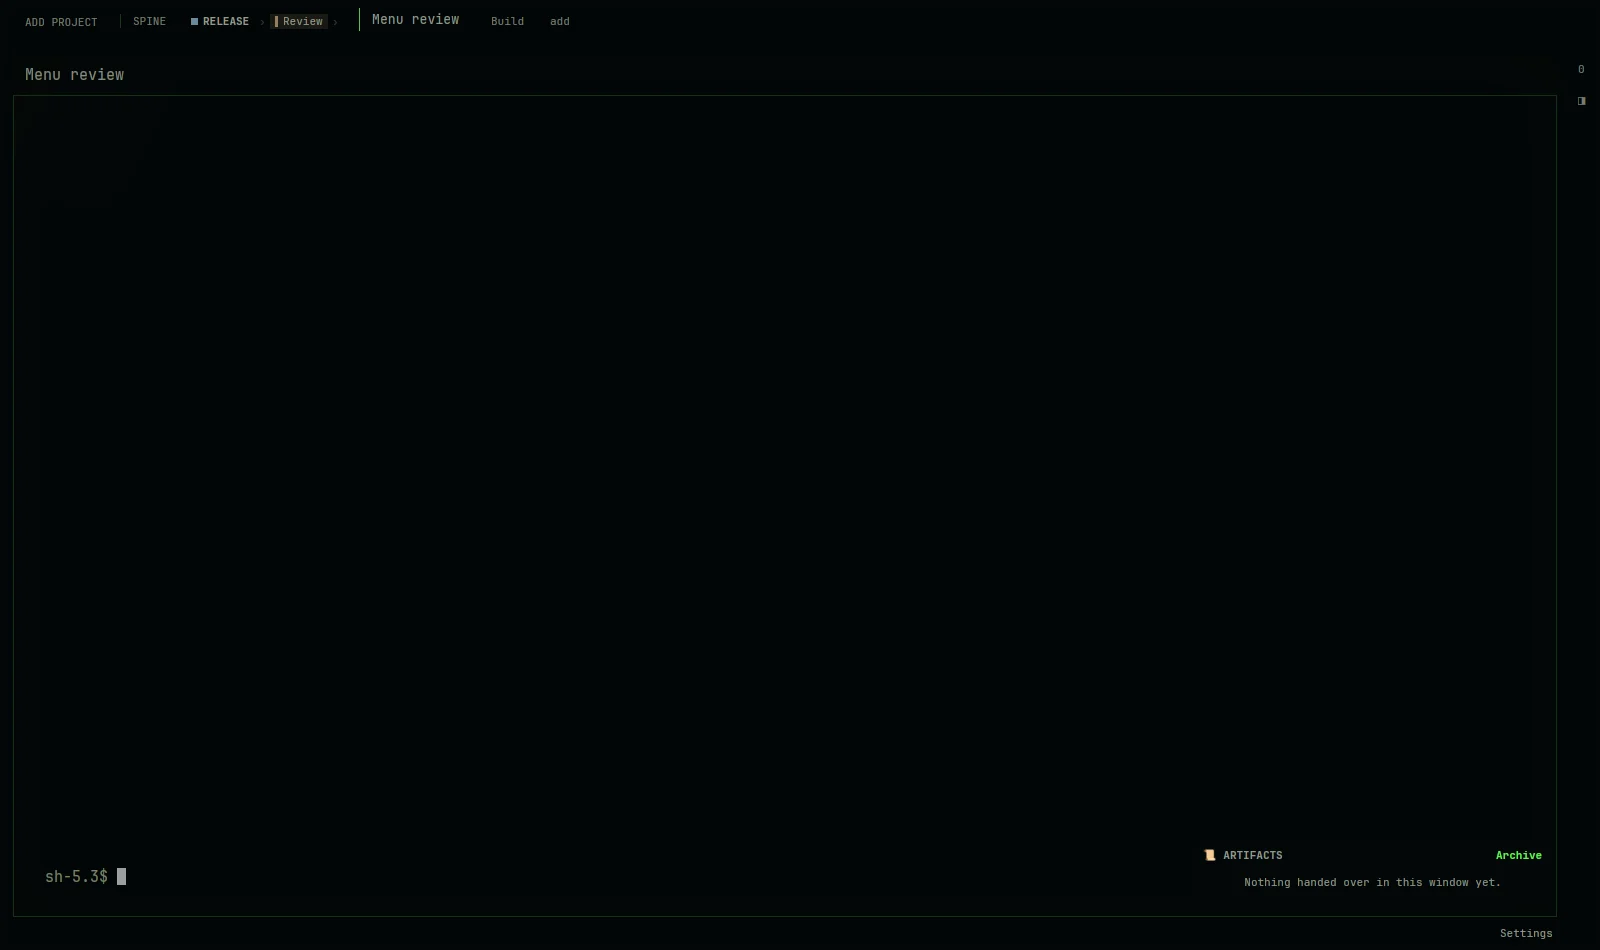 ADD PROJECT SPINE RELEASE › Review › Menu review Build add
Menu review
0
sh-5.3$
ARTIFACTS Archive
Nothing handed over in this window yet.
Settings